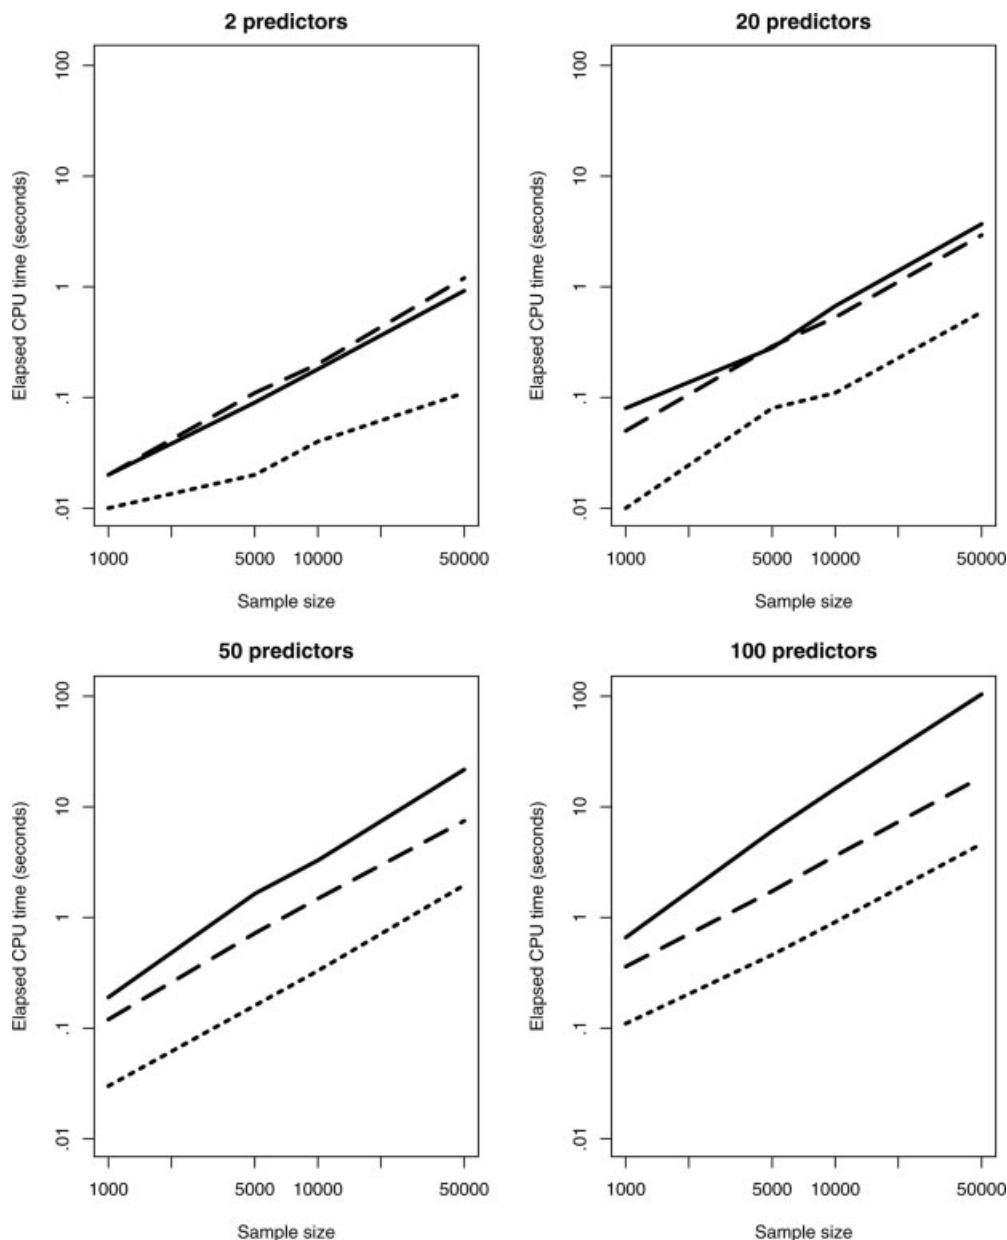 2 predictors
Elapsed CPU time (seconds)
100
10
1
.1
.01
1000 5000 10000 50000
Sample size
20 predictors
Elapsed CPU time (seconds)
100
10
1
.1
.01
1000 5000 10000 50000
Sample size
50 predictors
Elapsed CPU time (seconds)
100
10
1
.1
.01
1000 5000 10000 50000
Sample size
100 predictors
Elapsed CPU time (seconds)
100
10
1
.1
.01
1000 5000 10000 50000
Sample size